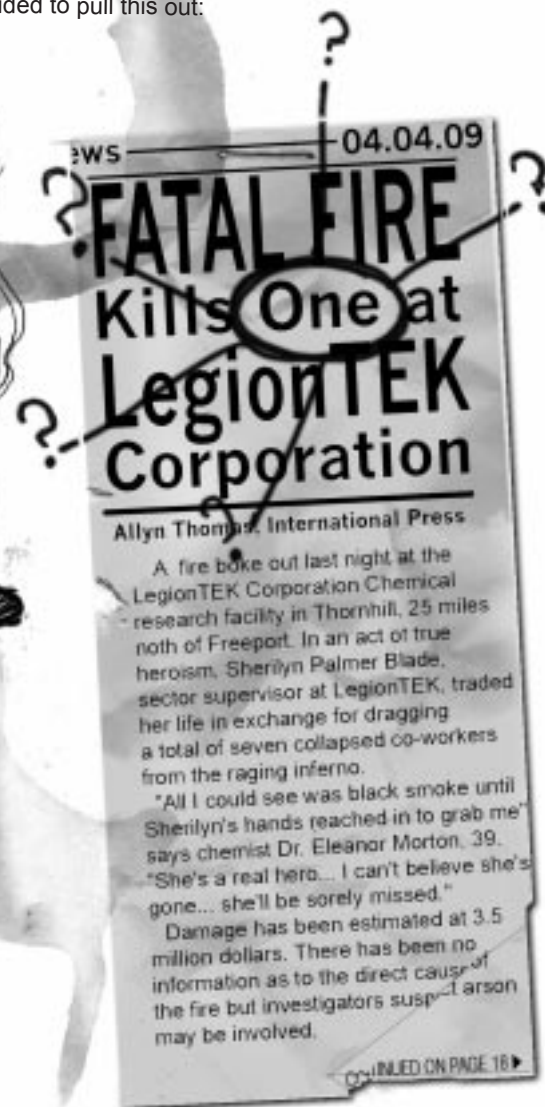 ded to pull this out:
?
ews 04.04.09
?
?
FATAL FIRE
Kills One at
LegionTEK
?
Corporation
?
Allyn Thomas, International Press
A fire boke out last night at the
LegionTEK Corporation Chemical
research facility in Thornhill, 25 miles
noth of Freeport. In an act of true
heroism, Sherilyn Palmer Blade,
sector supervisor at LegionTEK, traded
her life in exchange for dragging
a total of seven collapsed co-workers
from the raging inferno.
"All I could see was black smoke until
Sherilyn's hands reached in to grab me"
says chemist Dr. Eleanor Morton, 39.
"She's a real hero... I can't believe she's
gone... she'll be sorely missed."
Damage has been estimated at 3.5
million dollars. There has been no
information as to the direct cause of
the fire but investigators suspect arson
may be involved.
INUED ON PAGE 18